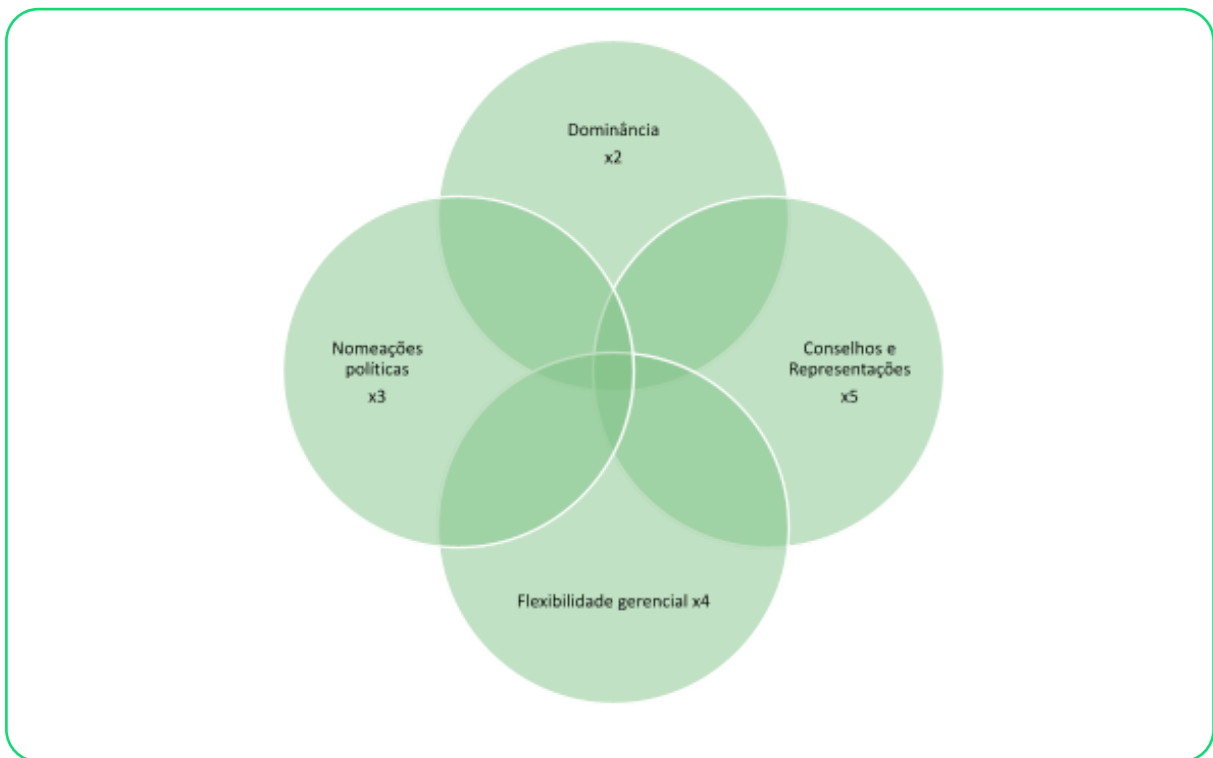 Dominância
x2
Nomeações
políticas
x3
Conselhos e
Representações
x5
Flexibilidade gerencial x4